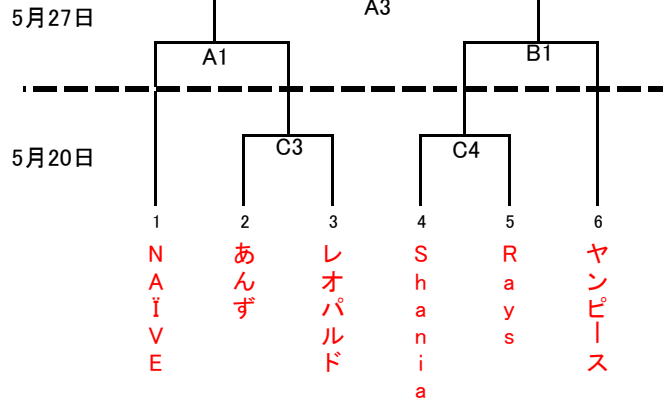 5月27日
A3
A1
B1
5月20日
C3
C4
1
2
3
4
5
6
NAÏVE
あんず
レオパルド
Shania
Rays
ヤンピース